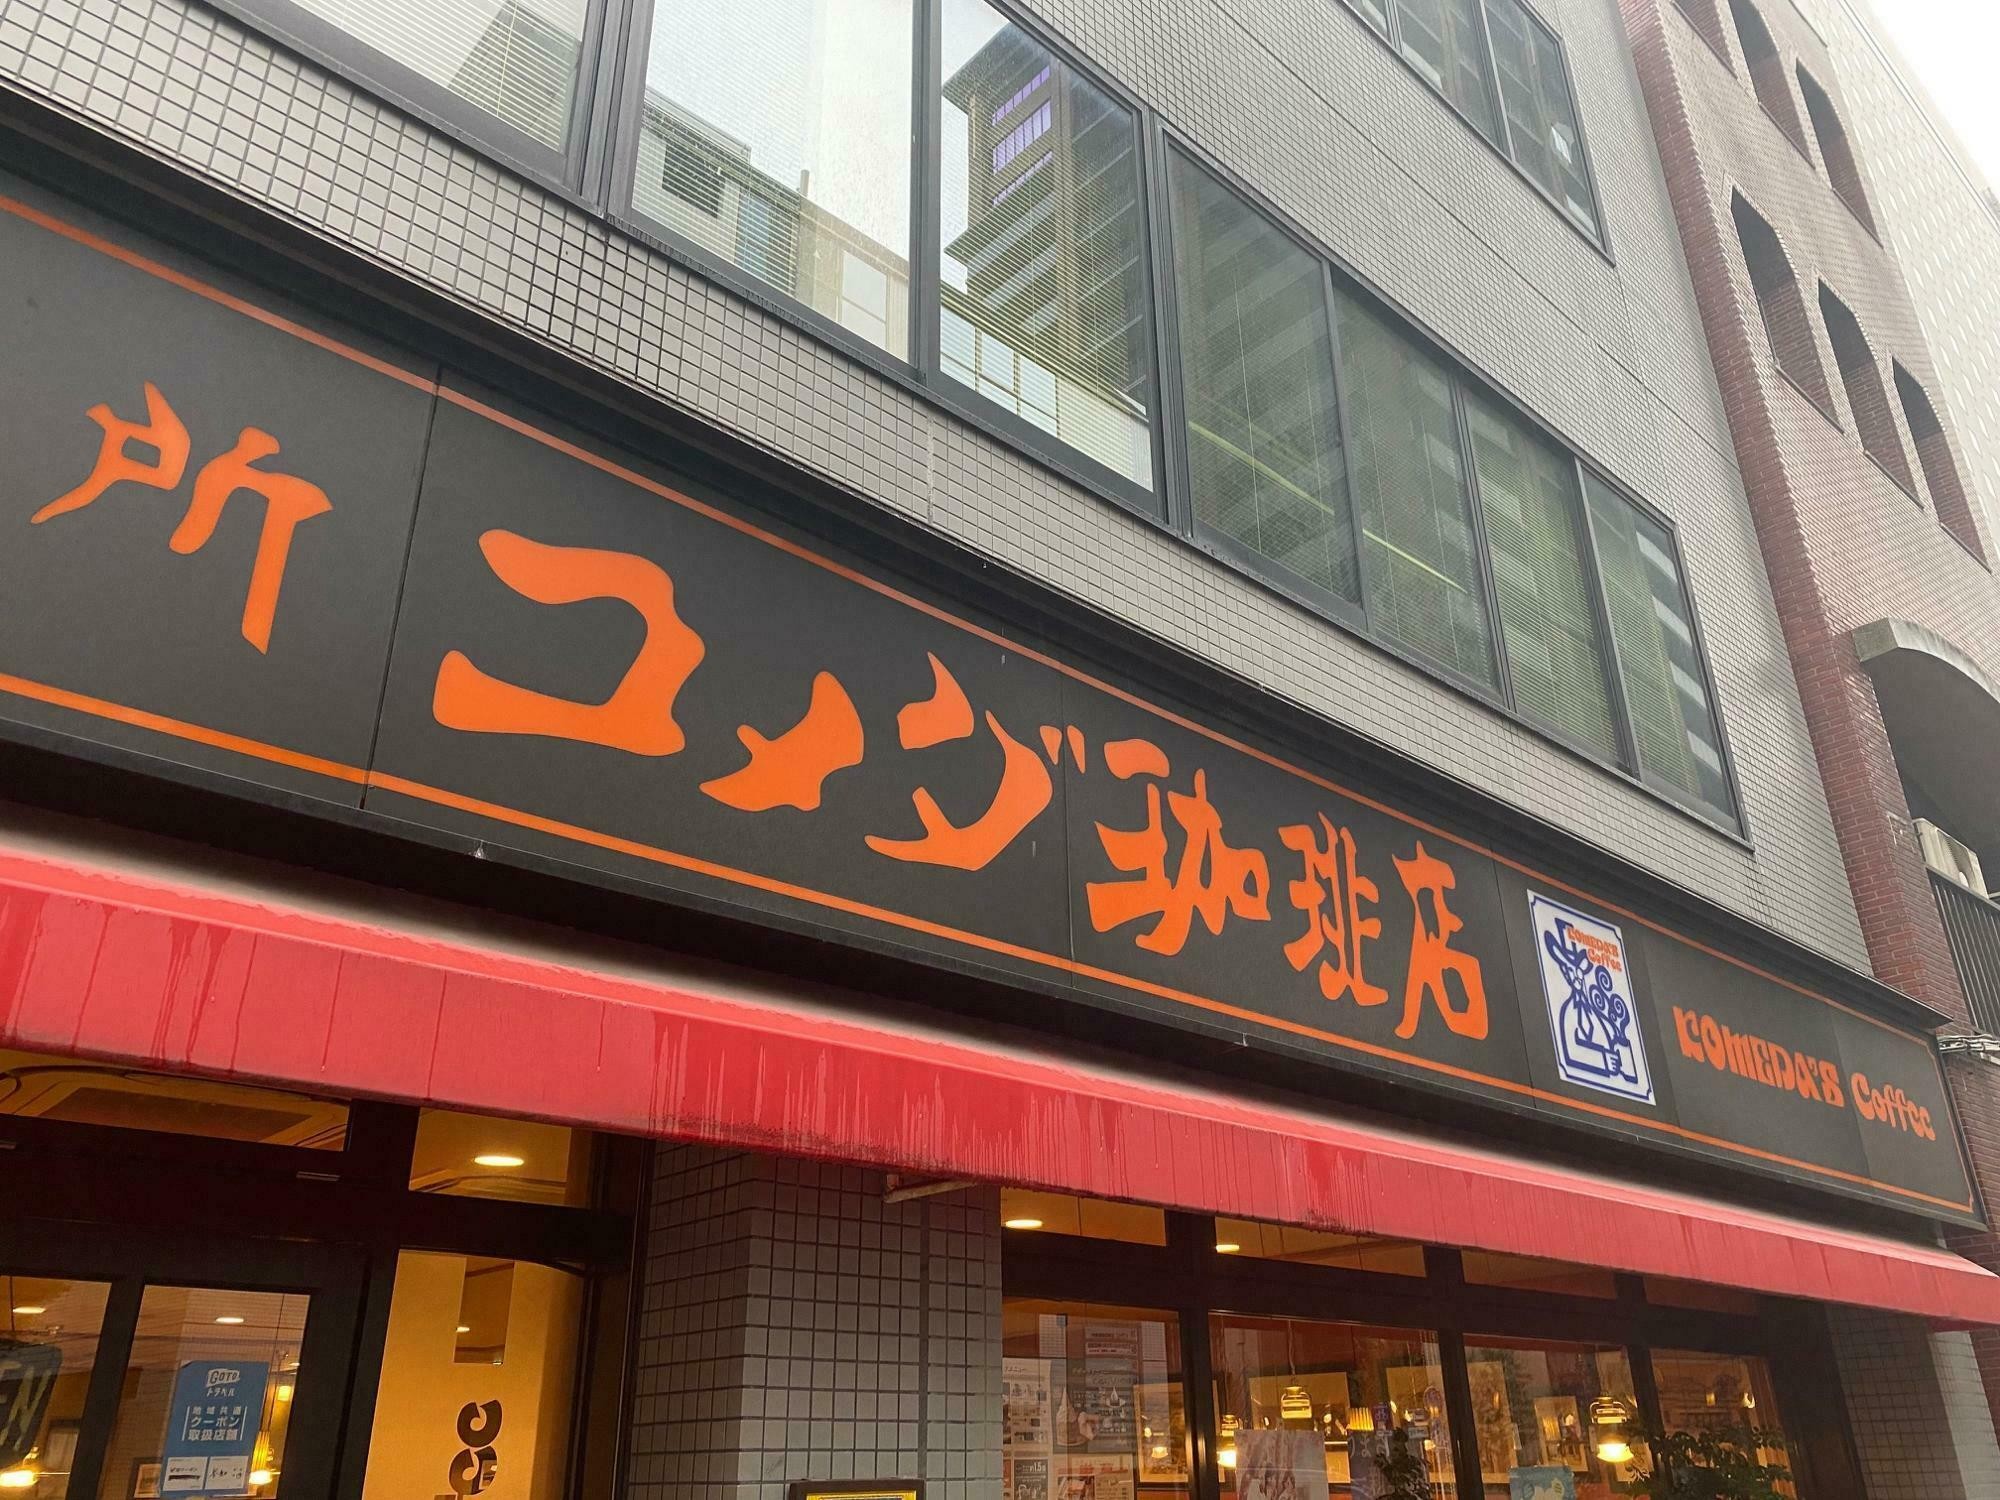 所 コメダ珈琲店
KOMEDA'S
Coffee
KOMEDA'S Coffee
GOTO
トラベル
地域共通
クーポン
取扱店舗